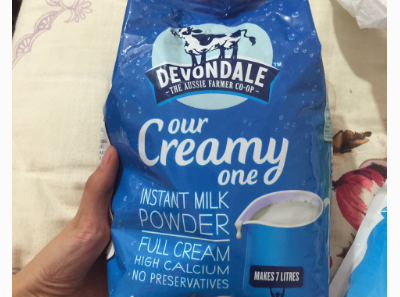 DEVONDALE™
- THE AUSSIE FARMER CO-OP -
our
Creamy
one
INSTANT MILK
POWDER
FULL CREAM
HIGH CALCIUM
NO PRESERVATIVES
MAKES 7 LITRES